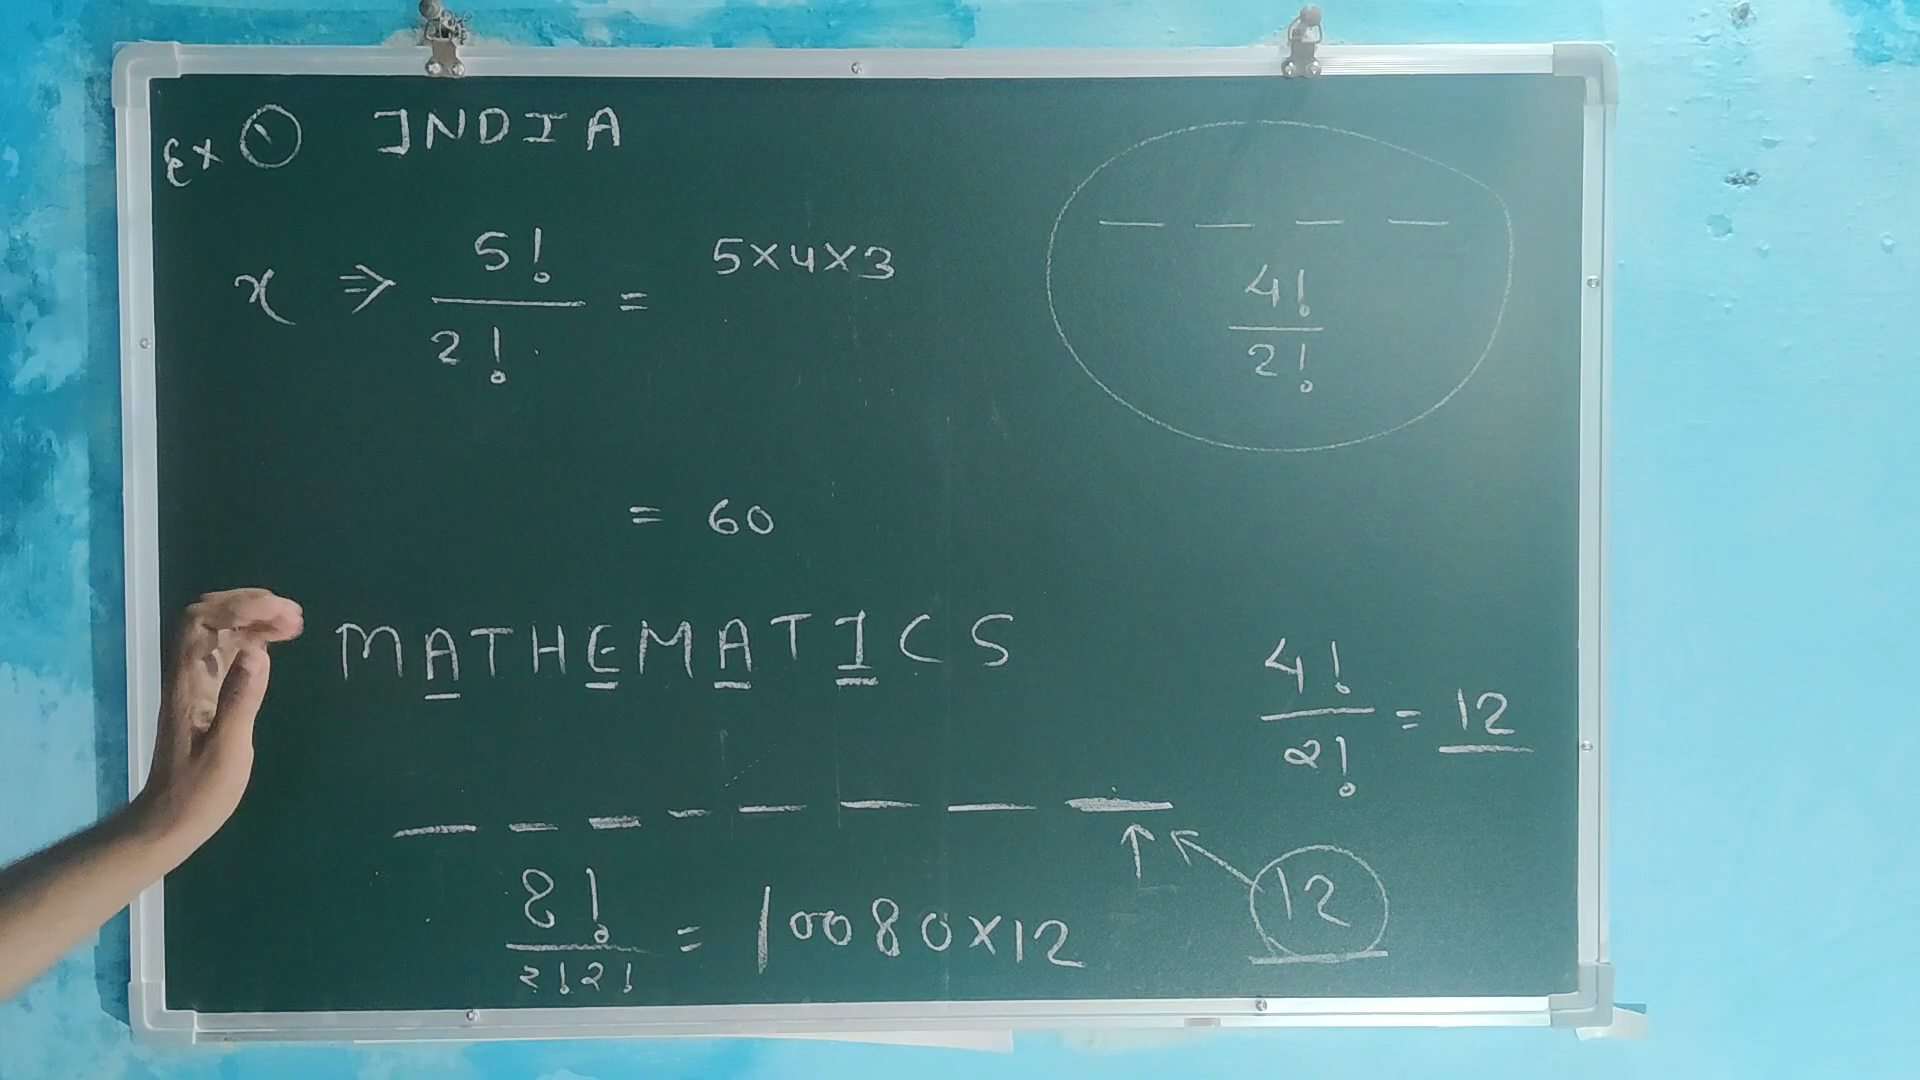 Ex ① INDIA
x ⇒ 5! / 2! = 5×4×3
= 60
4! / 2!
MATHEMATICS
4! / 2! = 12
8! / 2!2! = 10080×12
12